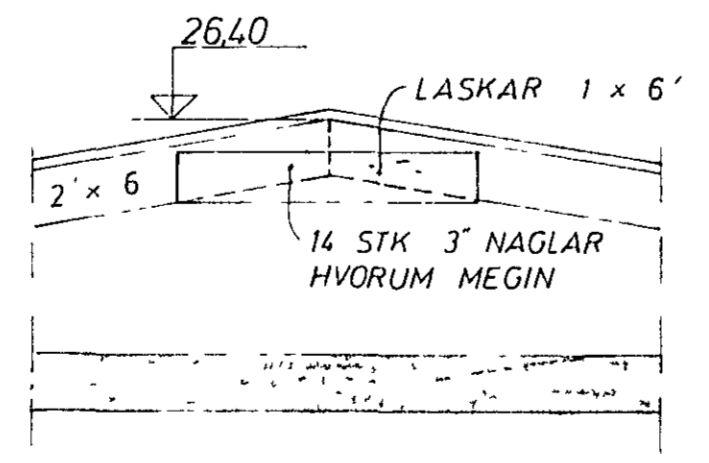 26,40
LASKAR 1 x 6'
2' x 6
14 STK 3" NAGLAR
HVORUM MEGIN